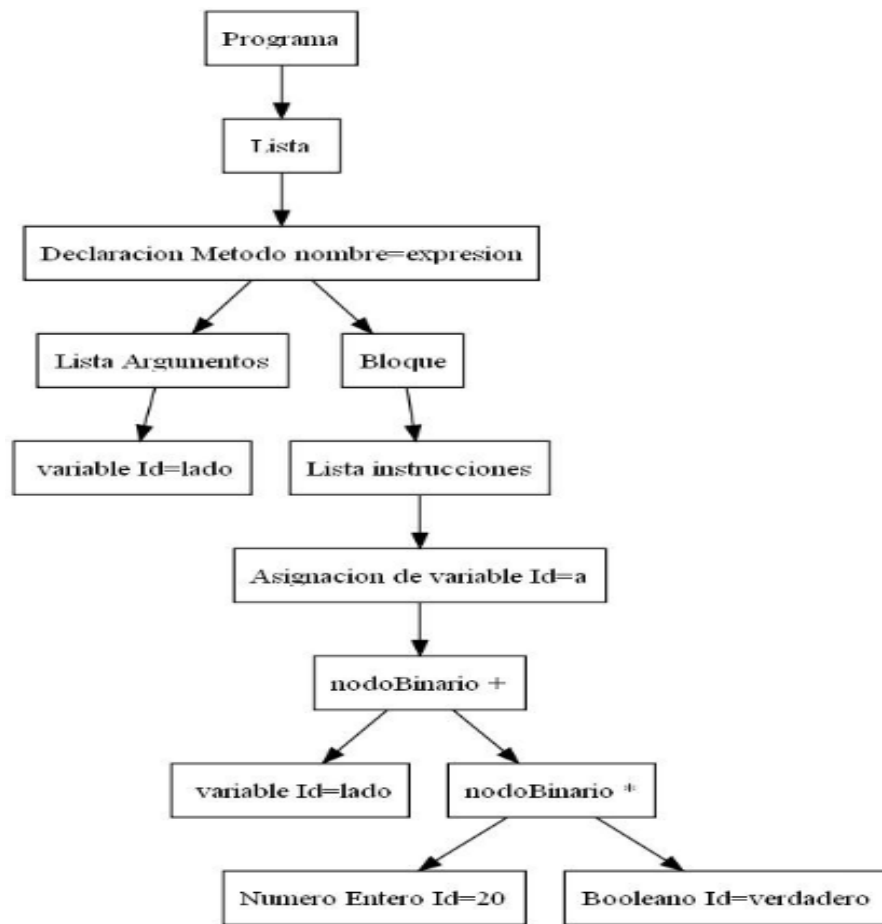 Programa
Lista
Declaracion Metodo nombre=expresion
Lista Argumentos
Bloque
variable Id=lado
Lista instrucciones
Asignacion de variable Id=a
nodoBinario +
variable Id=lado
nodoBinario *
Numero Entero Id=20
Booleano Id=verdadero